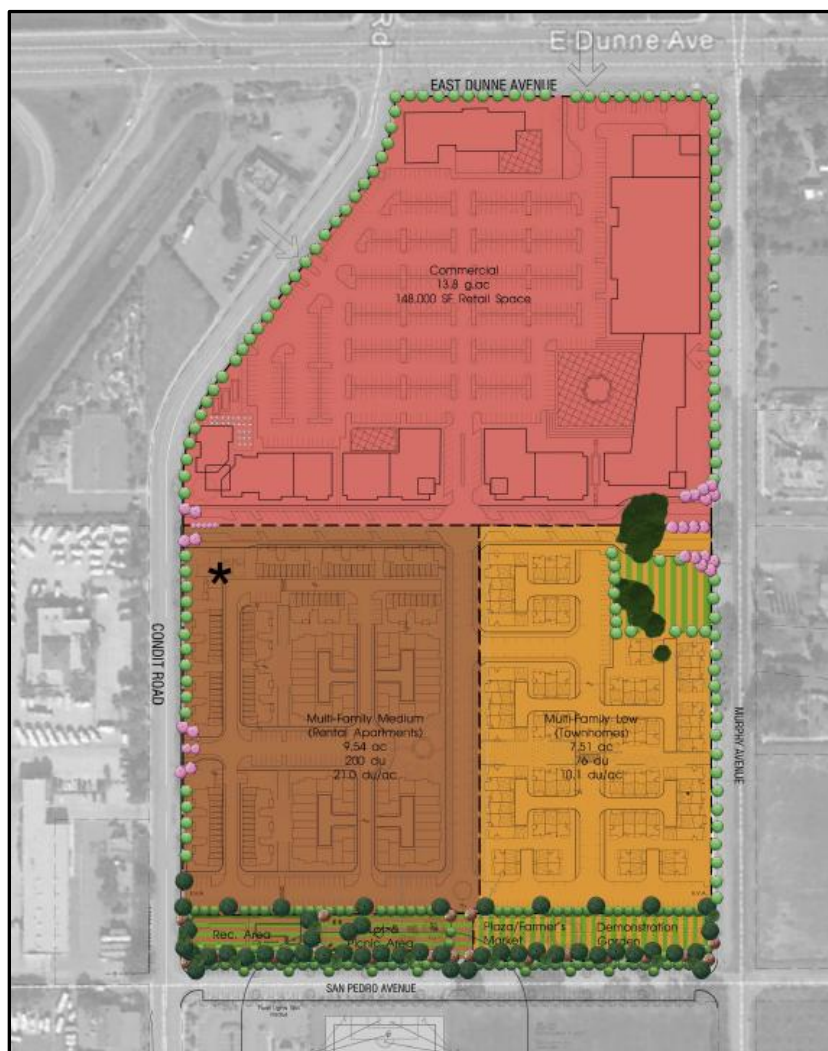 Rd
E Dunne Ave
EAST DUNNE AVENUE
Commercial
13.8 g.ac
148,000 SF Retail Space
*
CONDIT ROAD
MURPHY AVENUE
Multi-Family Medium
(Rental Apartments)
9.54 ac
200 du
21.0 du/ac
Multi-Family Low
(Townhomes)
7.51 ac
76 du
10.1 du/ac
E.V.A.
E.V.A.
Rec. Area
&
Picnic Area
Plaza/Farmer's
Market
Demonstration
Garden
SAN PEDRO AVENUE